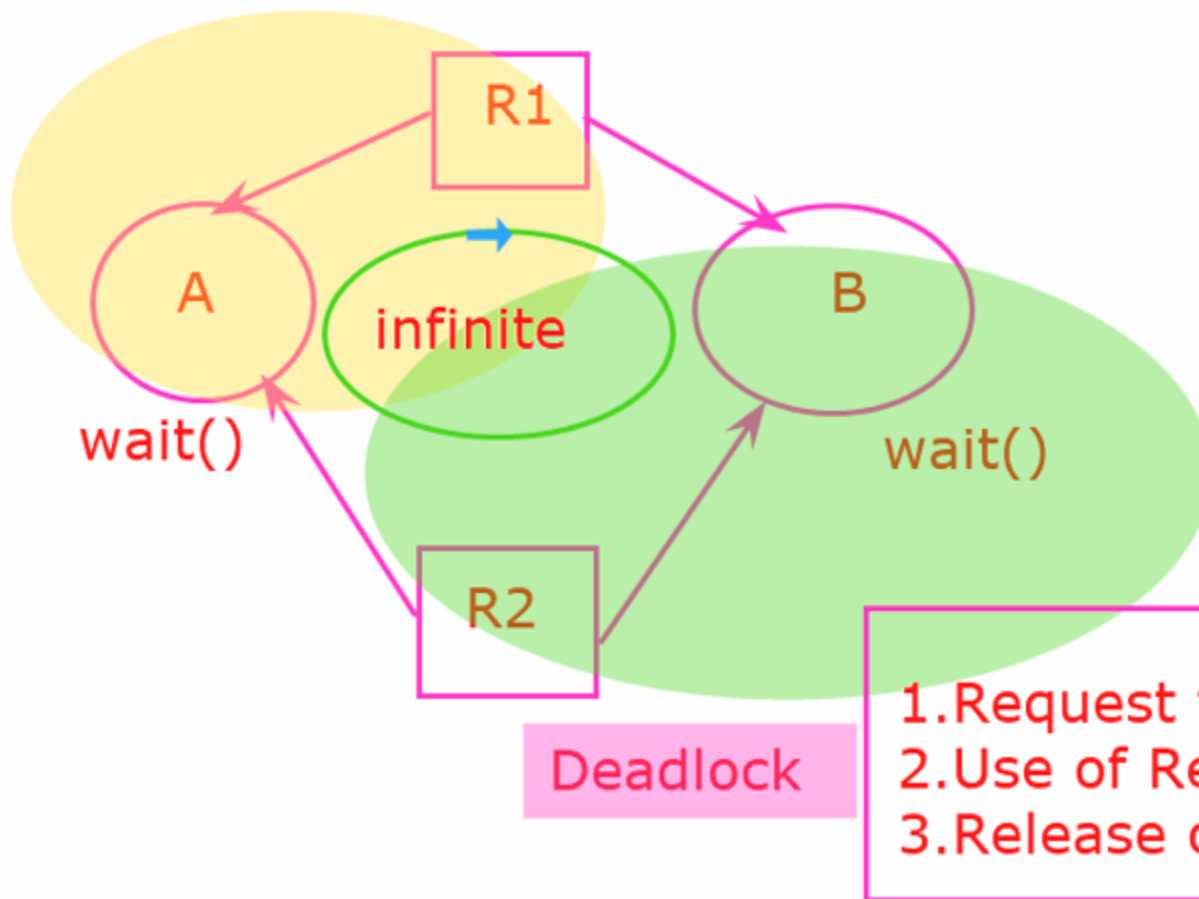 R1
A
infinite
B
wait()
wait()
R2
Deadlock
1.Request
2.Use of
3.Release